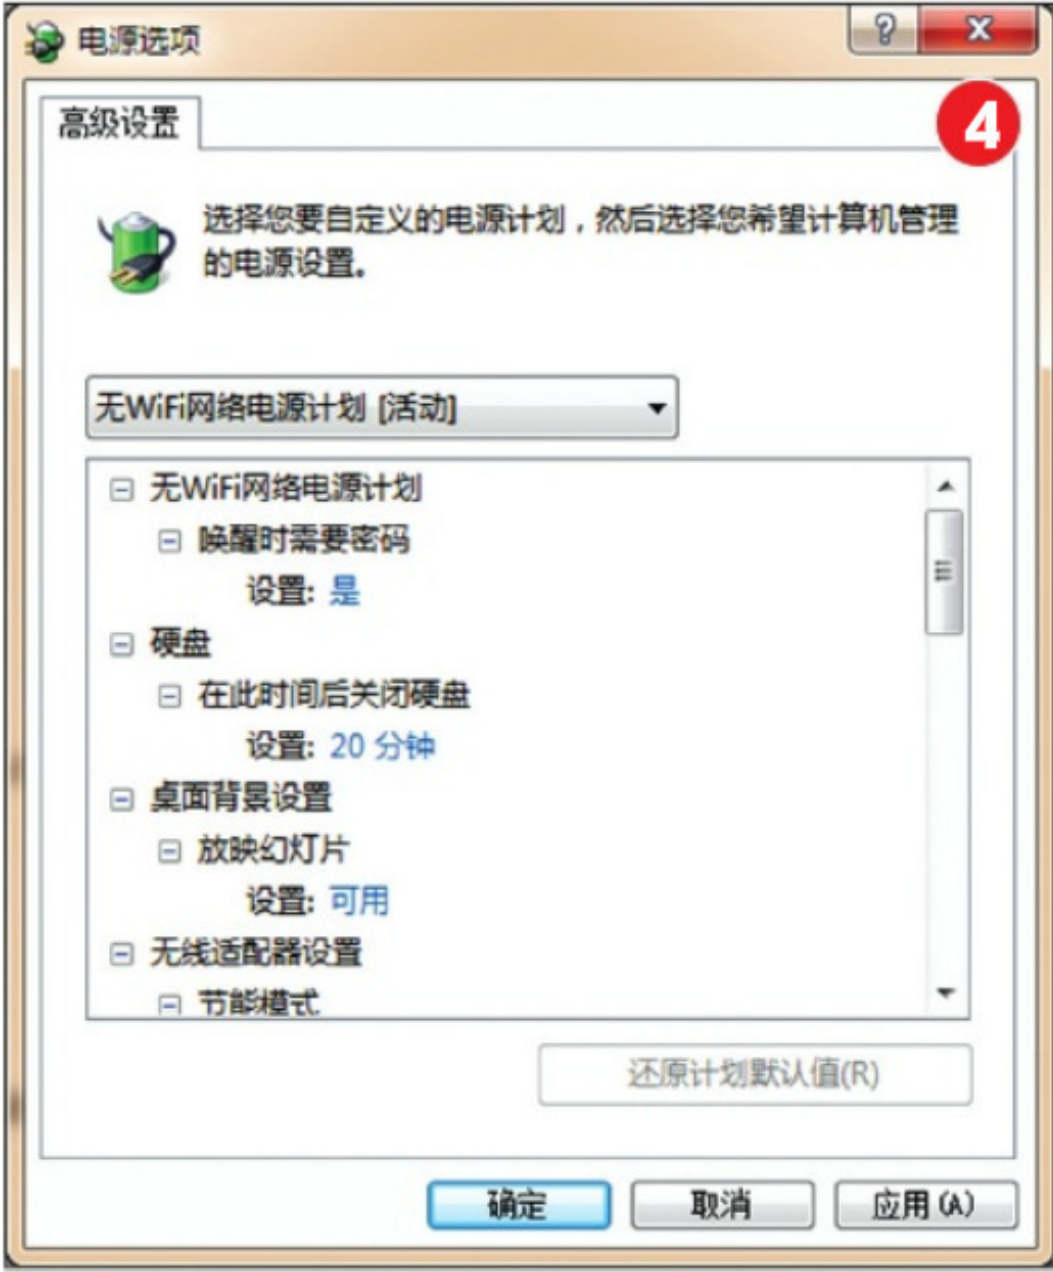 电源选项
?
X
4
高级设置
选择您要自定义的电源计划，然后选择您希望计算机管理
的电源设置。
无WiFi网络电源计划 [活动]
无WiFi网络电源计划
唤醒时需要密码
设置: 是
硬盘
在此时间后关闭硬盘
设置: 20 分钟
桌面背景设置
放映幻灯片
设置: 可用
无线适配器设置
节能模式
还原计划默认值(R)
确定
取消
应用(A)